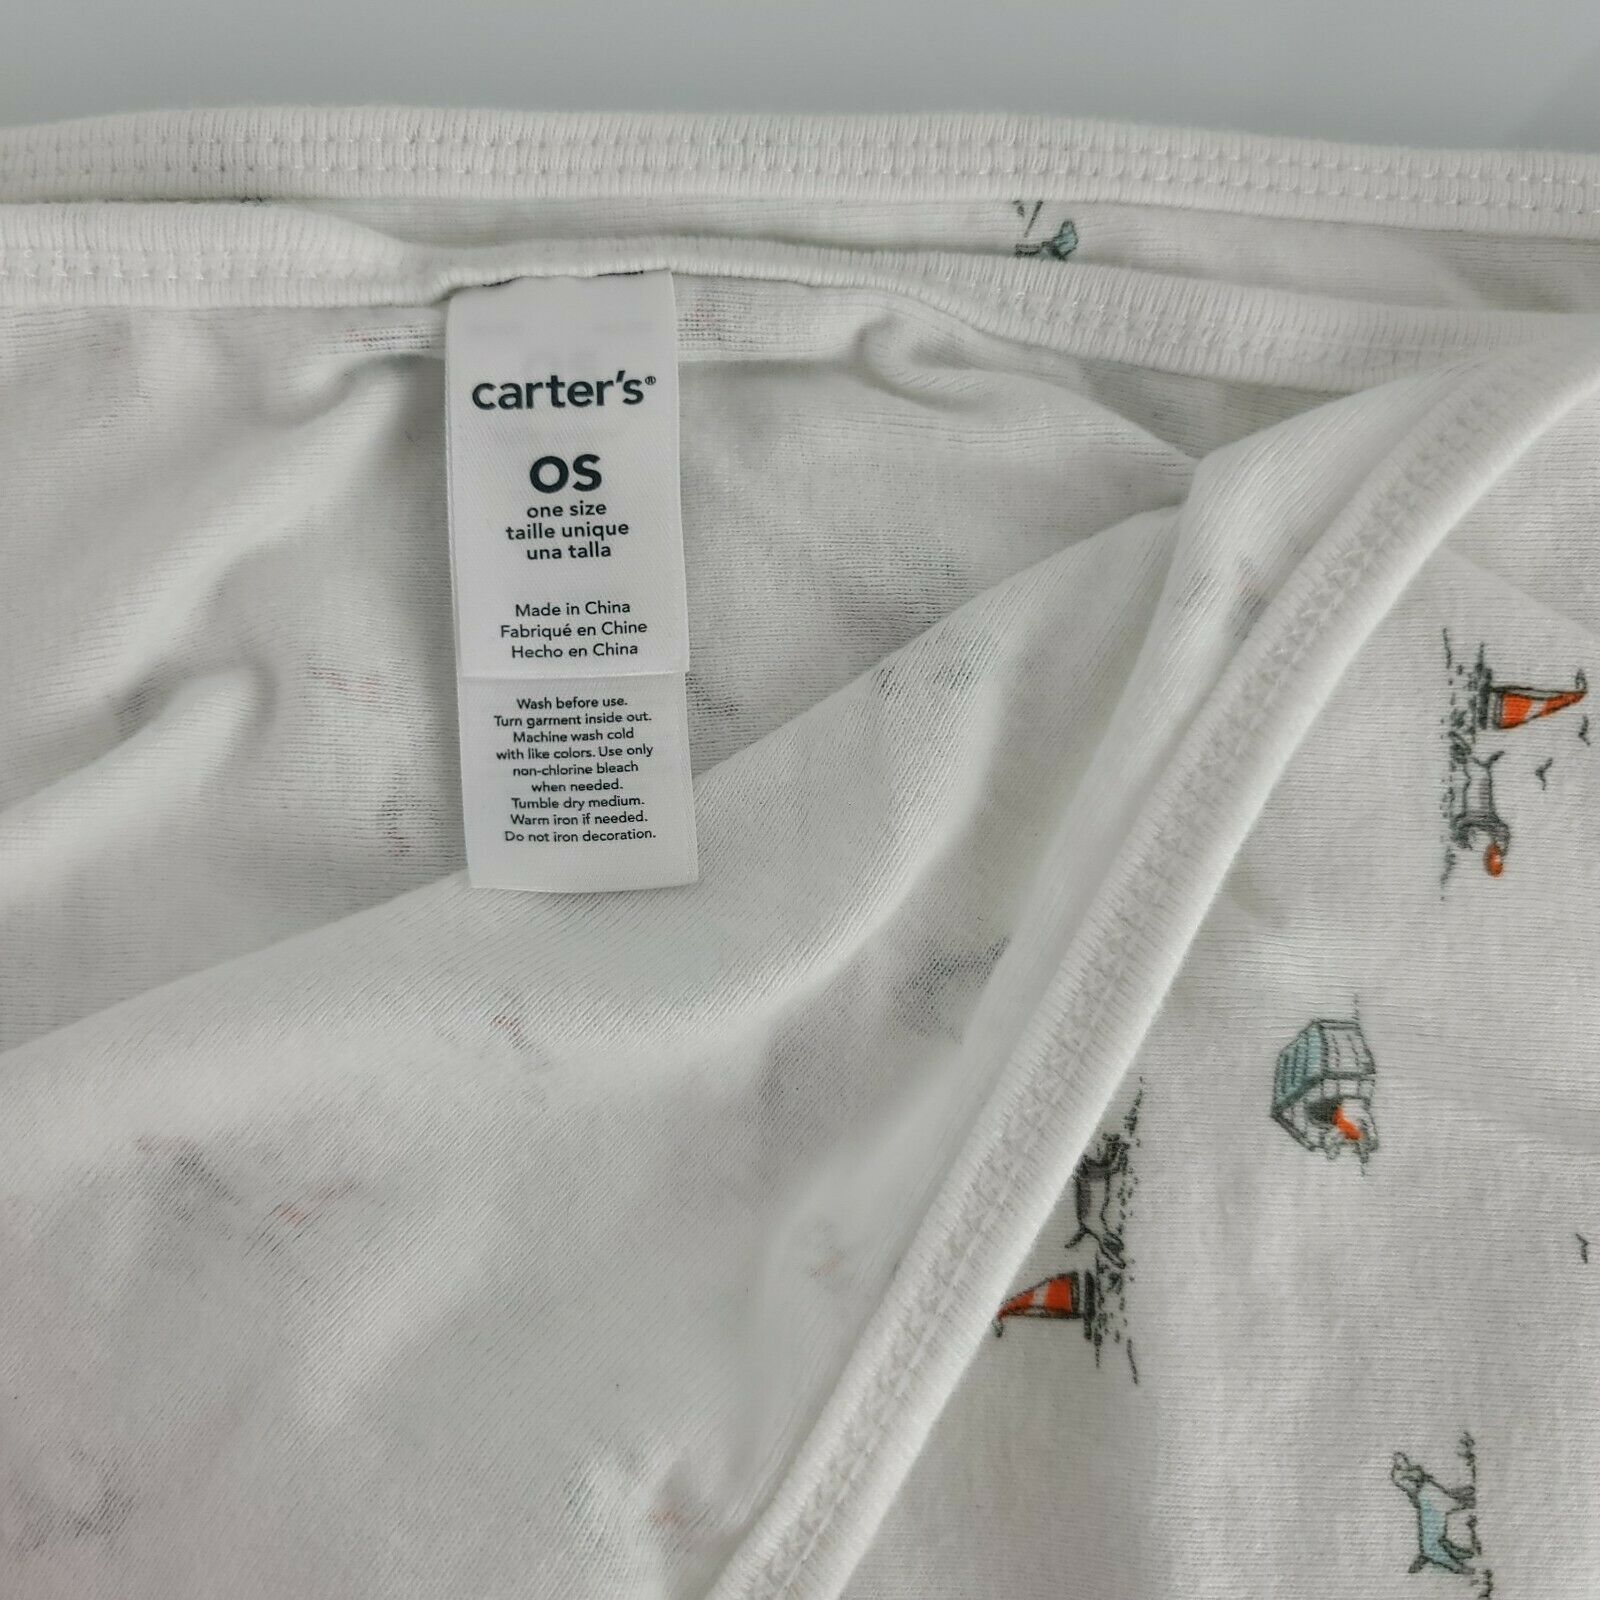 carter's®
OS
one size
taille unique
una talla
Made in China
Fabriqué en Chine
Hecho en China
Wash before use.
Turn garment inside out.
Machine wash cold
with like colors. Use only
non-chlorine bleach
when needed.
Tumble dry medium.
Warm iron if needed.
Do not iron decoration.